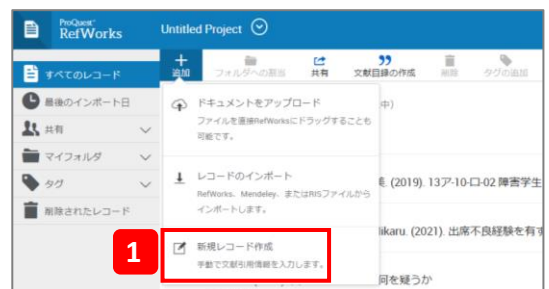 ProQuest
RefWorks
Untitled Project
追加
フォルダへの割当
共有
文献目録の作成
削除
タグの追加
すべてのレコード
最後のインポート日
共有
マイフォルダ
タグ
削除されたレコード
ドキュメントをアップロード
ファイルを直接RefWorksにドラッグすることも
可能です。
中)
レコードのインポート
RefWorks、Mendeley、またはRISファイルから
インポートします。
(2019). 13ア-10-ロ-02 障害学生
1
新規レコード作成
手動で文献引用情報を入力します。
likaru. (2021). 出席不良経験を有す
何を疑うか